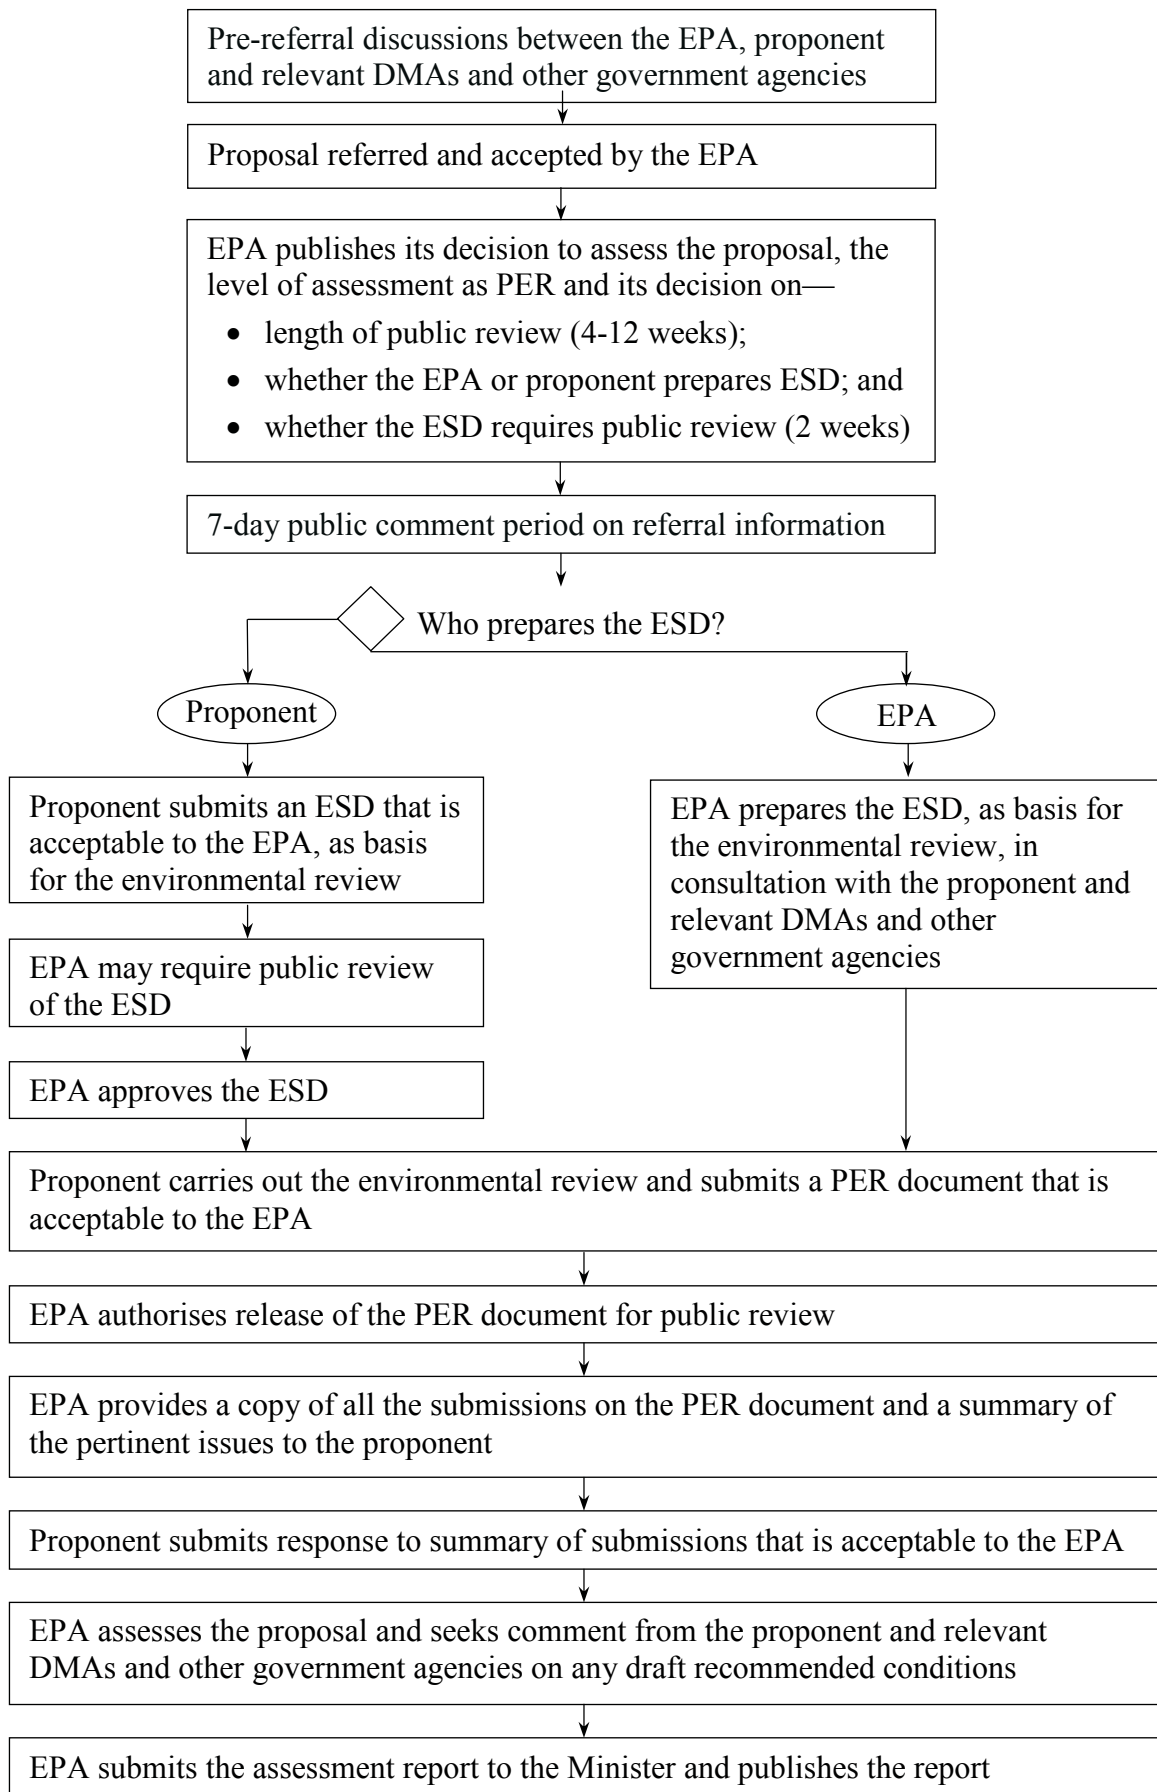 Pre-referral discussions between the EPA, proponent
and relevant DMAs and other government agencies
Proposal referred and accepted by the EPA
EPA publishes its decision to assess the proposal, the
level of assessment as PER and its decision on—
• length of public review (4-12 weeks);
• whether the EPA or proponent prepares ESD; and
• whether the ESD requires public review (2 weeks)
7-day public comment period on referral information
Who prepares the ESD?
Proponent
EPA
Proponent submits an ESD that is
acceptable to the EPA, as basis
for the environmental review
EPA may require public review
of the ESD
EPA approves the ESD
EPA prepares the ESD, as basis for
the environmental review, in
consultation with the proponent and
relevant DMAs and other
government agencies
Proponent carries out the environmental review and submits a PER document that is
acceptable to the EPA
EPA authorises release of the PER document for public review
EPA provides a copy of all the submissions on the PER document and a summary of
the pertinent issues to the proponent
Proponent submits response to summary of submissions that is acceptable to the EPA
EPA assesses the proposal and seeks comment from the proponent and relevant
DMAs and other government agencies on any draft recommended conditions
EPA submits the assessment report to the Minister and publishes the report